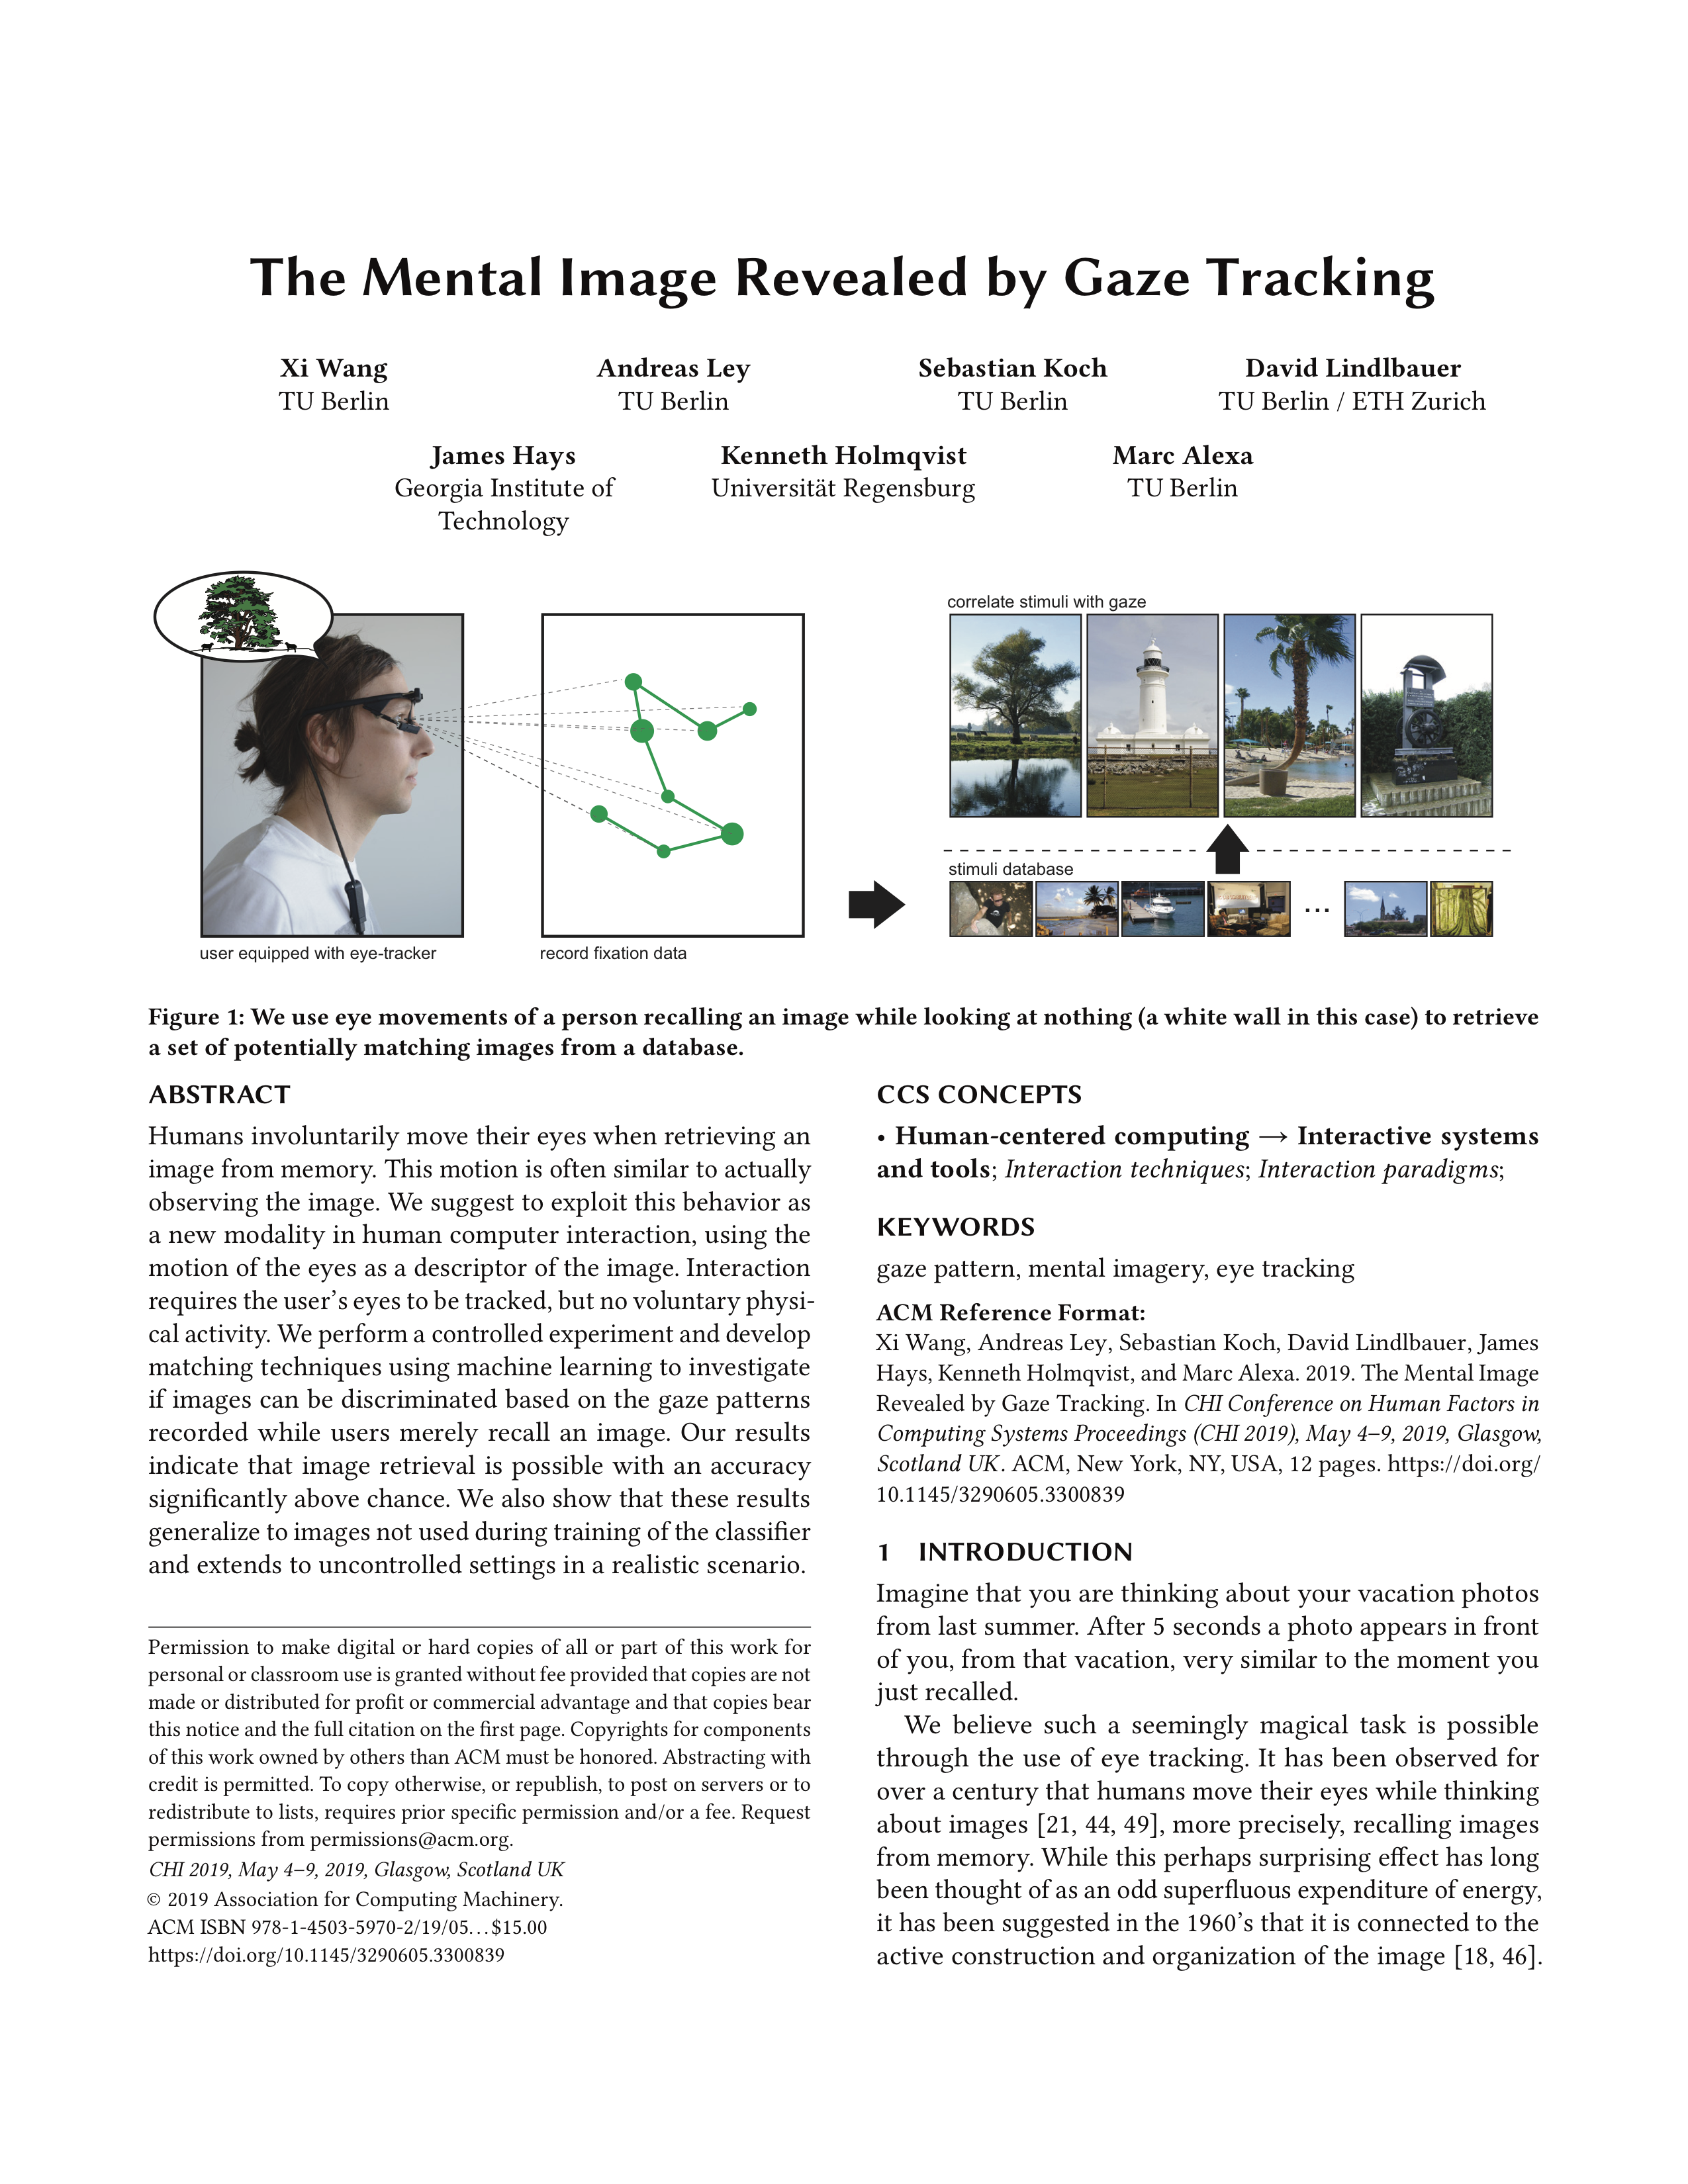 The Mental Image Revealed by Gaze Tracking
Xi Wang
TU Berlin
Andreas Ley
TU Berlin
Sebastian Koch
TU Berlin
David Lindlbauer
TU Berlin / ETH Zurich
James Hays
Georgia Institute of
Technology
Kenneth Holmqvist
Universität Regensburg
Marc Alexa
TU Berlin
user equipped with eye-tracker
record fixation data
correlate stimuli with gaze
stimuli database
...
Figure 1: We use eye movements of a person recalling an image while looking at nothing (a white wall in this case) to retrieve
a set of potentially matching images from a database.
ABSTRACT
Humans involuntarily move their eyes when retrieving an
image from memory. This motion is often similar to actually
observing the image. We suggest to exploit this behavior as
a new modality in human computer interaction, using the
motion of the eyes as a descriptor of the image. Interaction
requires the user's eyes to be tracked, but no voluntary physi-
cal activity. We perform a controlled experiment and develop
matching techniques using machine learning to investigate
if images can be discriminated based on the gaze patterns
recorded while users merely recall an image. Our results
indicate that image retrieval is possible with an accuracy
significantly above chance. We also show that these results
generalize to images not used during training of the classifier
and extends to uncontrolled settings in a realistic scenario.
Permission to make digital or hard copies of all or part of this work for
personal or classroom use is granted without fee provided that copies are not
made or distributed for profit or commercial advantage and that copies bear
this notice and the full citation on the first page. Copyrights for components
of this work owned by others than ACM must be honored. Abstracting with
credit is permitted. To copy otherwise, or republish, to post on servers or to
redistribute to lists, requires prior specific permission and/or a fee. Request
permissions from permissions@acm.org.
CHI 2019, May 4–9, 2019, Glasgow, Scotland UK
© 2019 Association for Computing Machinery.
ACM ISBN 978-1-4503-5970-2/19/05...$15.00
https://doi.org/10.1145/3290605.3300839
CCS CONCEPTS
• Human-centered computing → Interactive systems
and tools; Interaction techniques; Interaction paradigms;
KEYWORDS
gaze pattern, mental imagery, eye tracking
ACM Reference Format:
Xi Wang, Andreas Ley, Sebastian Koch, David Lindlbauer, James
Hays, Kenneth Holmqvist, and Marc Alexa. 2019. The Mental Image
Revealed by Gaze Tracking. In CHI Conference on Human Factors in
Computing Systems Proceedings (CHI 2019), May 4–9, 2019, Glasgow,
Scotland UK. ACM, New York, NY, USA, 12 pages. https://doi.org/
10.1145/3290605.3300839
1 INTRODUCTION
Imagine that you are thinking about your vacation photos
from last summer. After 5 seconds a photo appears in front
of you, from that vacation, very similar to the moment you
just recalled.
We believe such a seemingly magical task is possible
through the use of eye tracking. It has been observed for
over a century that humans move their eyes while thinking
about images [21, 44, 49], more precisely, recalling images
from memory. While this perhaps surprising effect has long
been thought of as an odd superfluous expenditure of energy,
it has been suggested in the 1960's that it is connected to the
active construction and organization of the image [18, 46].